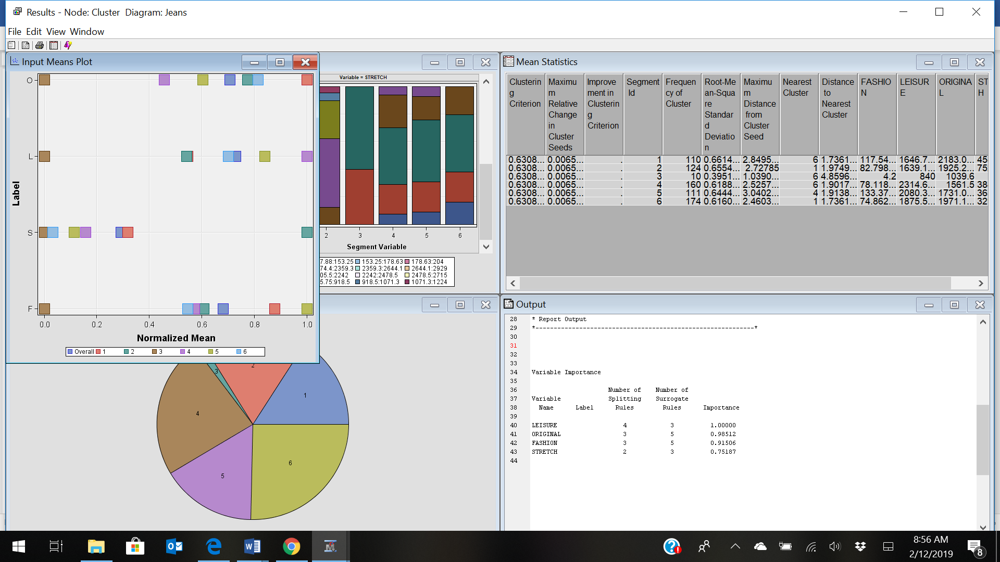 Results - Node: Cluster Diagram: Jeans
File Edit View Window
Input Means Plot
O
L
S
F
Label
0.0 0.2 0.4 0.6 0.8 1.0
Normalized Mean
Overall 1 2 3 4 5 6
Variable = STRETCH
2 3 4 5 6
Segment Variable
7.88:153.25 153.25:178.63 178.63:204
74.4:2359.3 2359.3:2644.1 2644.1:2929
05.5:2242 2242:2478.5 2478.5:2715
5.75:918.5 918.5:1071.3 1071.3:1224
1
2
3
4
5
6
Mean Statistics
Clusterin
g
Criterion
Maximu
m
Relative
Change
in
Cluster
Seeds
Improve
ment in
Clusterin
g
Criterion
Segment
Id
Frequen
cy of
Cluster
Root-Me
an-Squa
re
Standar
d
Deviatio
n
Maximu
m
Distance
from
Cluster
Seed
Nearest
Cluster
Distance
to
Nearest
Cluster
FASHIO
N
LEISUR
E
ORIGINA
L
ST
H
0.6308... 0.0065... . 1 110 0.6614... 2.8495... 6 1.7361... 117.54... 1646.7... 2183.0... 45
0.6308... 0.0065... . 2 124 0.6554... 2.72785 1 1.9749... 82.798... 1639.1... 1925.2... 75
0.6308... 0.0065... . 3 10 0.3951... 1.0390... 6 4.8596... 4.2 840 1039.6
0.6308... 0.0065... . 4 160 0.6188... 2.5257... 6 1.9017... 78.118... 2314.6... 1561.5 38
0.6308... 0.0065... . 5 111 0.6444... 3.0402... 4 1.9138... 133.37... 2080.3... 1731.0... 36
0.6308... 0.0065... . 6 174 0.6160... 2.4603... 1 1.7361... 74.862... 1875.5... 1971.1... 32
Output
28 * Report Output
29 *------------------------------------------------------------*
30
31
32
33
34 Variable Importance
35
36 Number of Number of
37 Variable Splitting Surrogate
38 Name Label Rules Rules Importance
39
40 LEISURE 4 3 1.00000
41 ORIGINAL 3 5 0.98512
42 FASHION 3 5 0.91506
43 STRETCH 2 3 0.75187
44
8:56 AM
2/12/2019
8